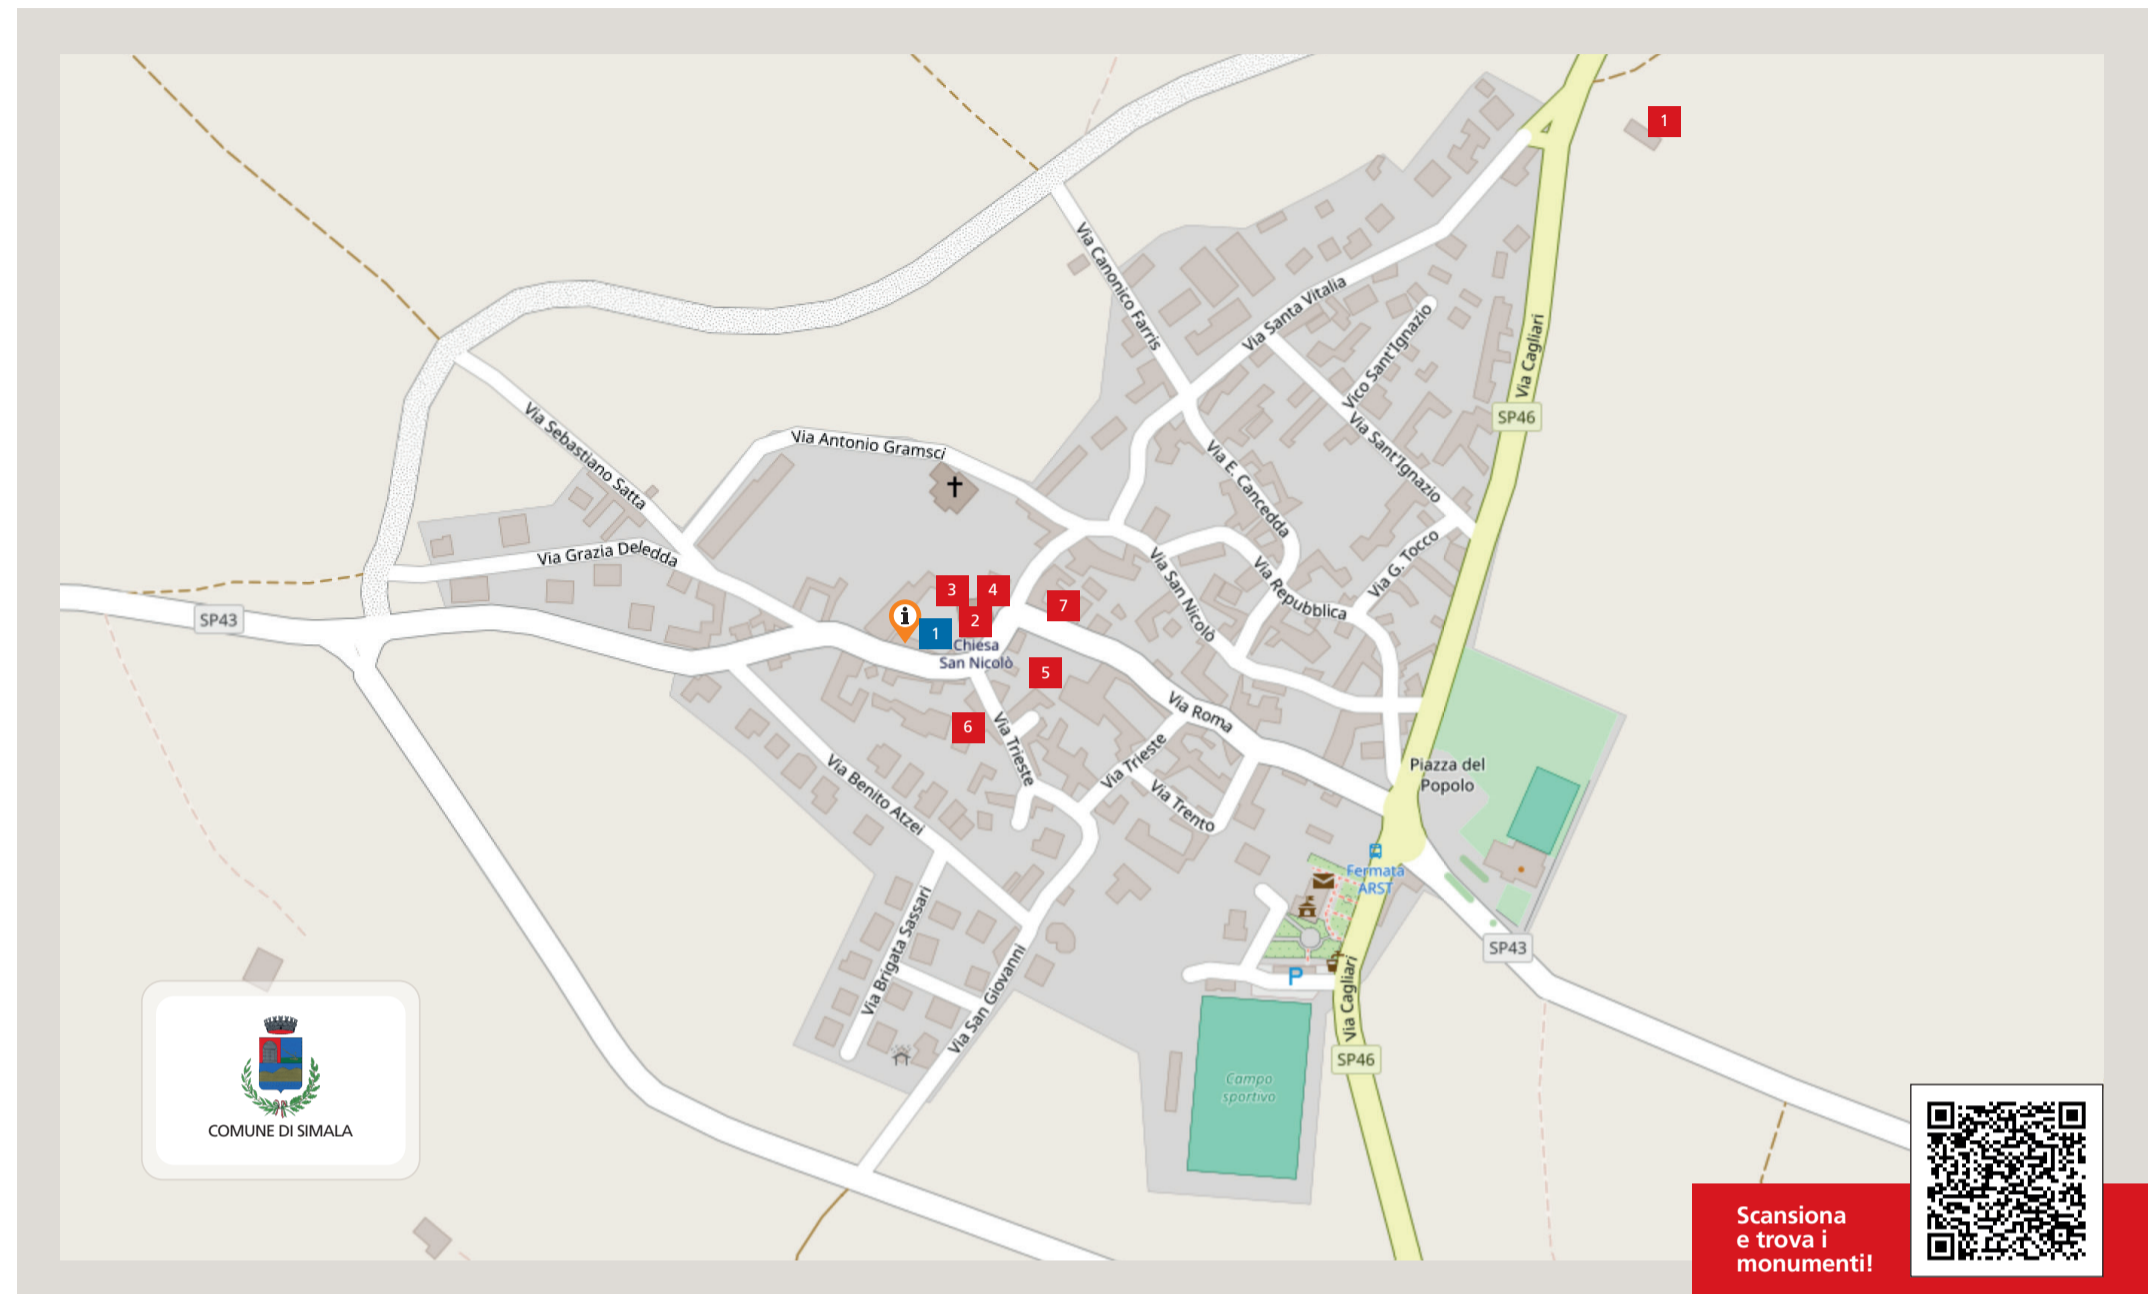 1
Via Canonico Farris
Via Santa Vitalia
Vico Sant'Ignazio
Via Cagliari
SP46
Via Sant'Ignazio
Via Sebastiano Satta
Via Antonio Gramsci
Via E. Cancedda
Via Grazia Deledda
Via San Nicolò
Via Repubblica
Via G. Tocco
SP43
3
4
7
2
1
Chiesa
San Nicolò
5
6
Via Trieste
Via Roma
Via Trieste
Via Trento
Piazza del
Popolo
Via Benito Atzei
Fermata
ARST
Via Brigata Sassari
Via San Giovanni
SP43
P
Via Cagliari
SP46
Campo
sportivo
COMUNE DI SIMALA
Scansiona
e trova i
monumenti!